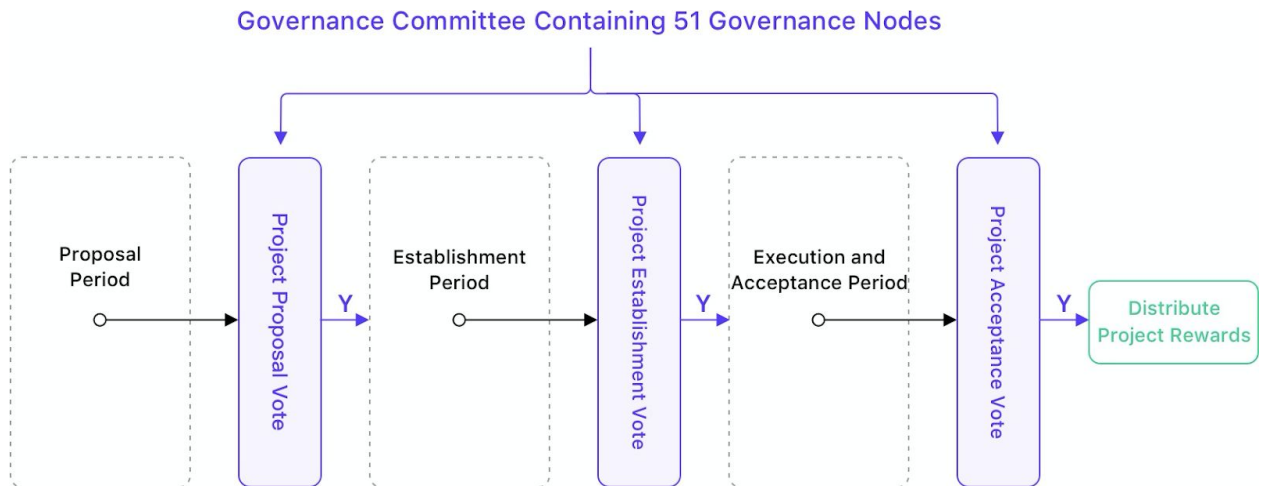 Governance Committee Containing 51 Governance Nodes
Proposal
Period
Project Proposal Vote
Y
Establishment
Period
Project Establishment Vote
Y
Execution and
Acceptance Period
Project Acceptance Vote
Y
Distribute
Project Rewards